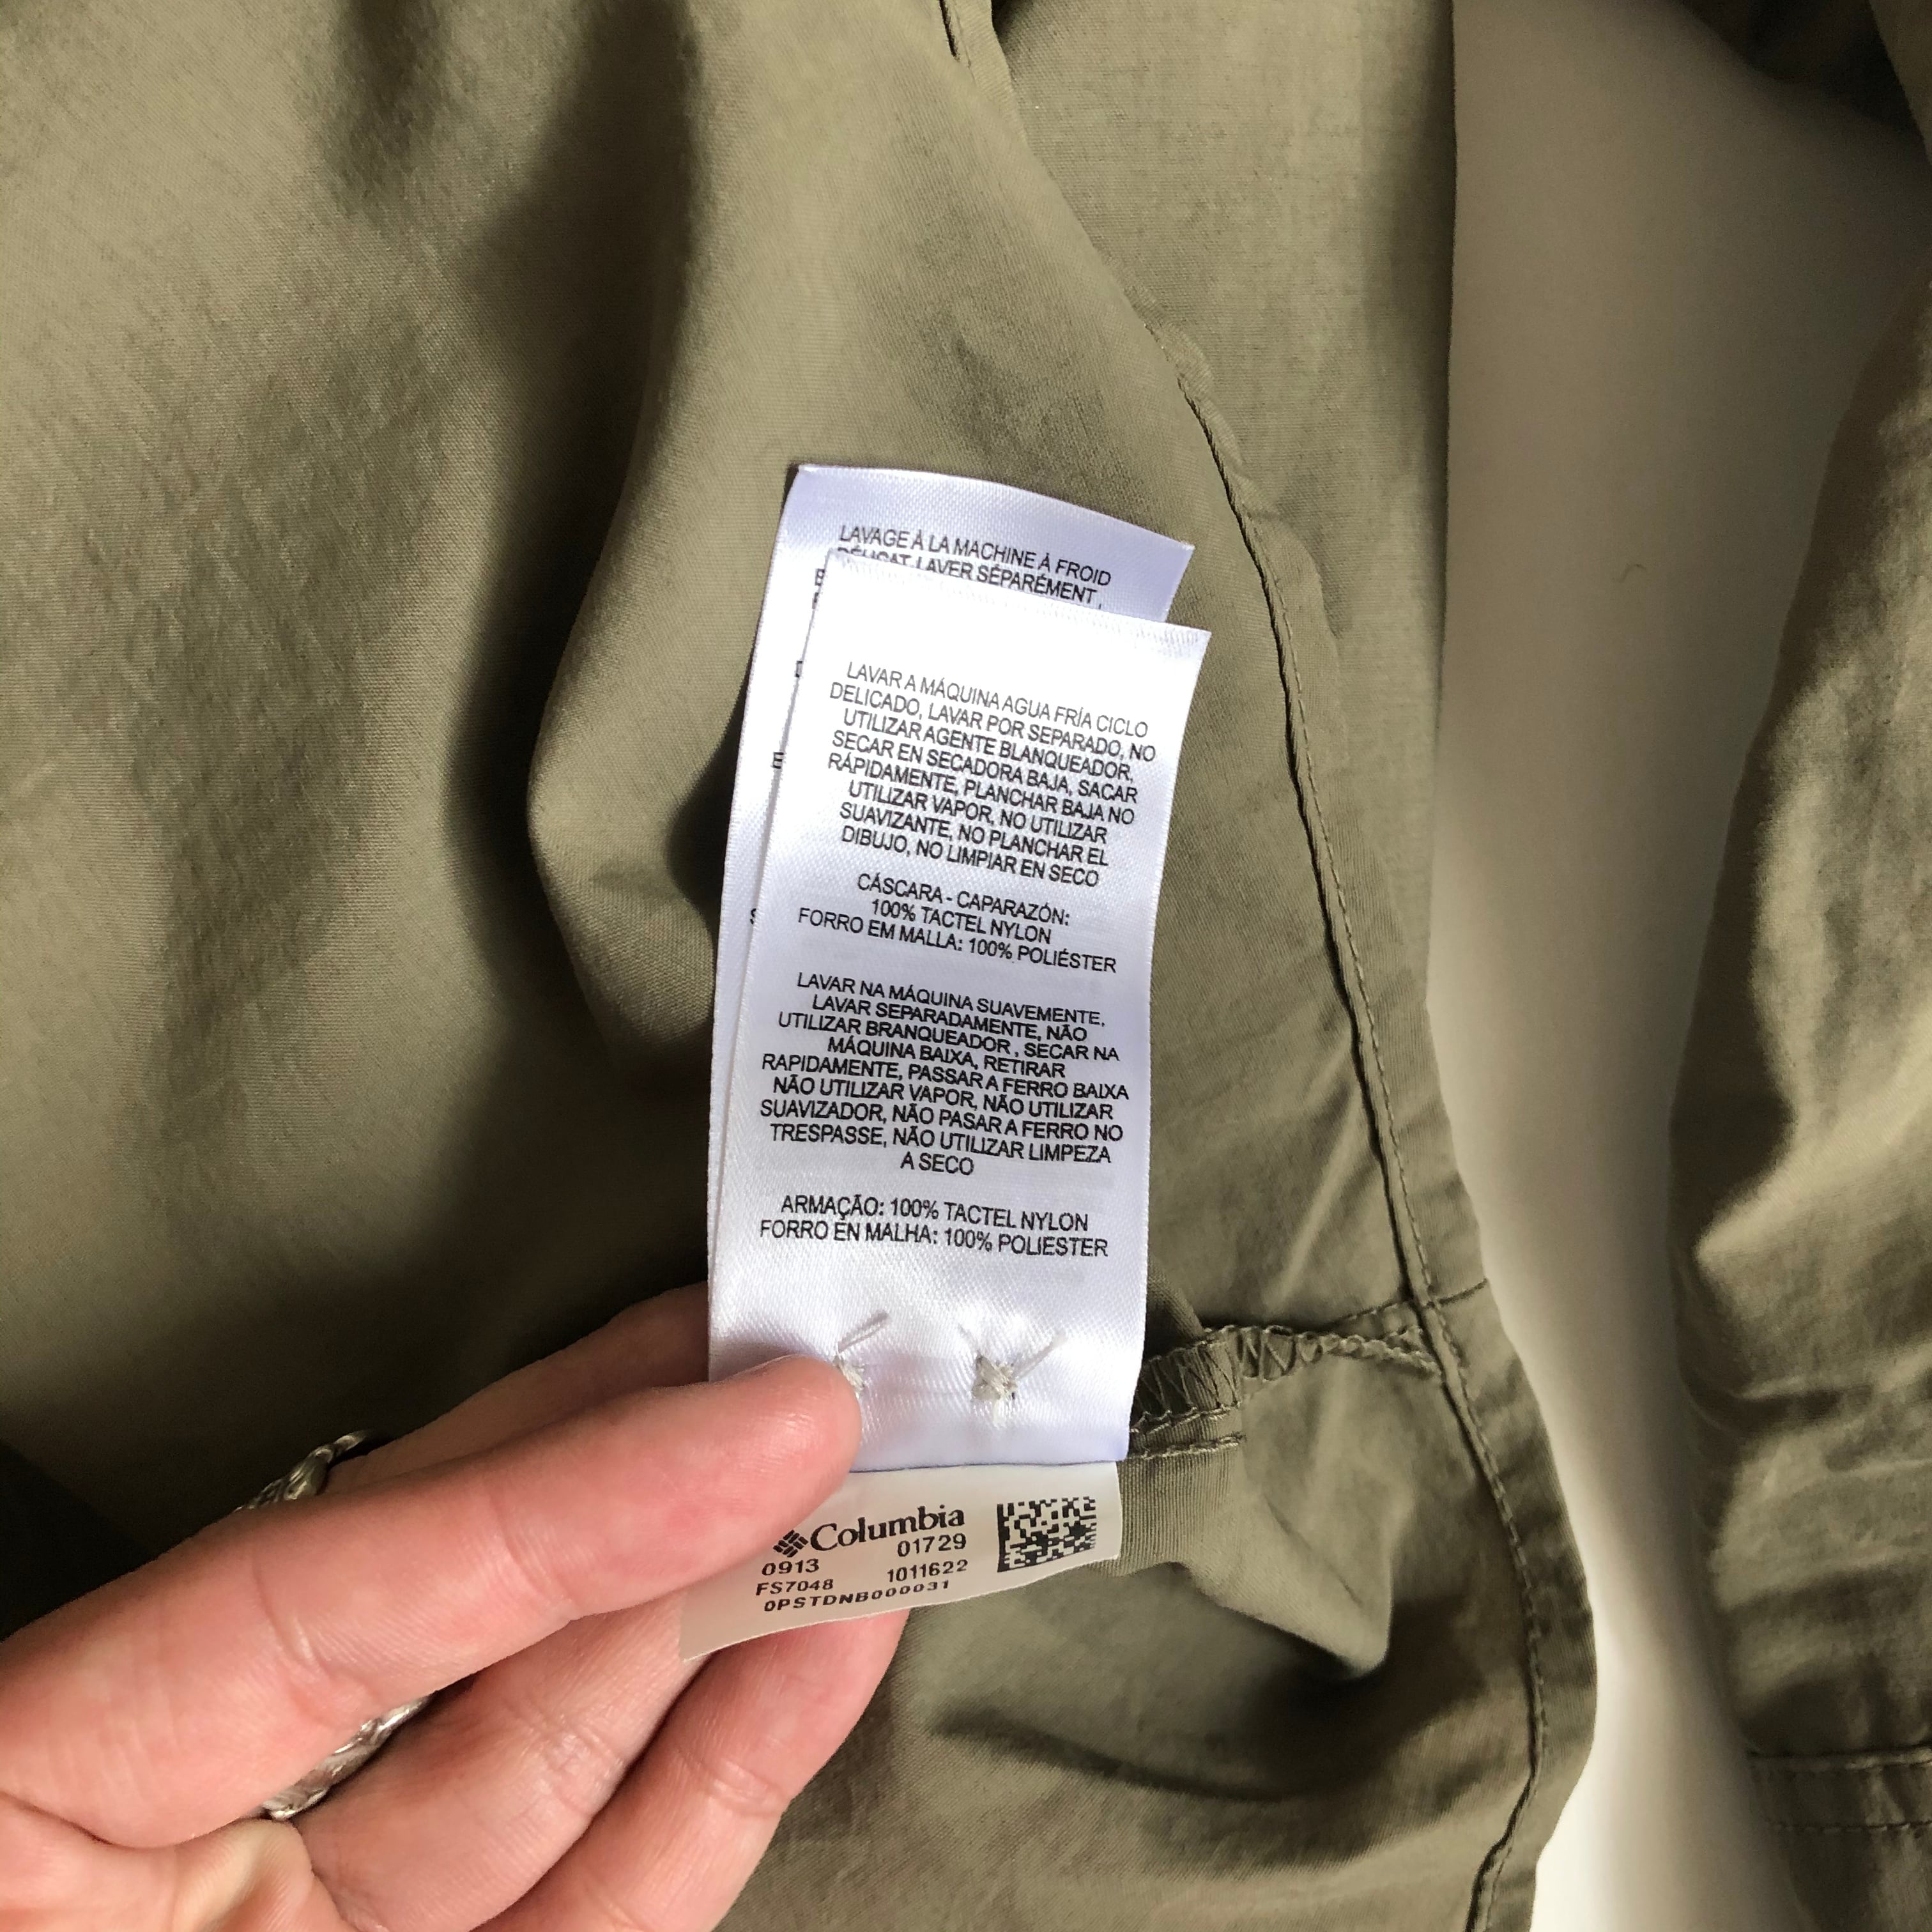 LAVAGE À LA MACHINE À FROID
DÉLICAT, LAVER SÉPARÉMENT,
LAVAR A MÁQUINA AGUA FRÍA CICLO
DELICADO, LAVAR POR SEPARADO, NO
UTILIZAR AGENTE BLANQUEADOR,
SECAR EN SECADORA BAJA, SACAR
RÁPIDAMENTE, PLANCHAR BAJA NO
UTILIZAR VAPOR, NO UTILIZAR
SUAVIZANTE, NO PLANCHAR EL
DIBUJO, NO LIMPIAR EN SECO
CÁSCARA - CAPARAZÓN:
100% TACTEL NYLON
FORRO EM MALLA: 100% POLIÉSTER
LAVAR NA MÁQUINA SUAVEMENTE,
LAVAR SEPARADAMENTE, NÃO
UTILIZAR BRANQUEADOR , SECAR NA
MÁQUINA BAIXA, RETIRAR
RAPIDAMENTE, PASSAR A FERRO BAIXA
NÃO UTILIZAR VAPOR, NÃO UTILIZAR
SUAVIZADOR, NÃO PASAR A FERRO NO
TRESPASSE, NÃO UTILIZAR LIMPEZA
A SECO
ARMAÇÃO: 100% TACTEL NYLON
FORRO EN MALHA: 100% POLIESTER
Columbia
0913 01729
FS7048 1011622
0PSTDNB000031